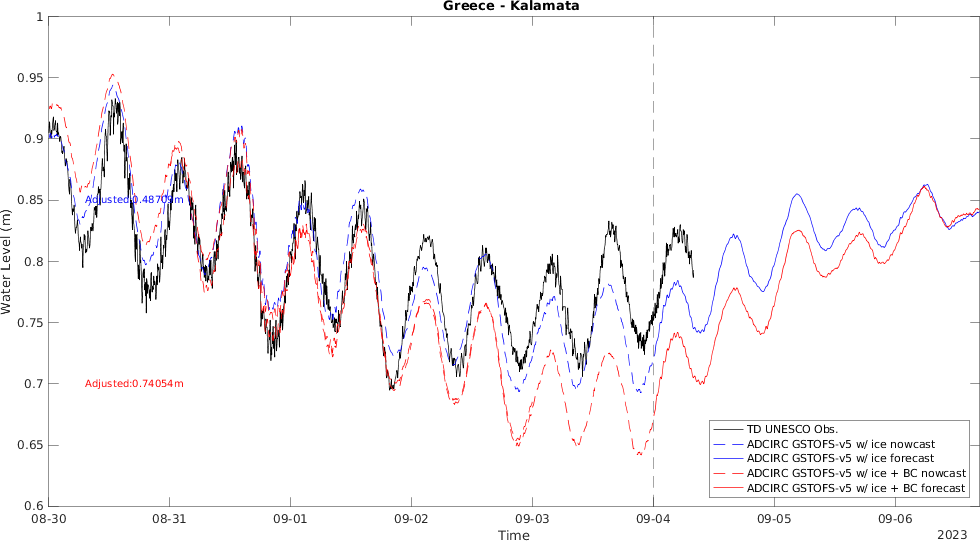 Greece - Kalamata
1
0.95
0.9
0.85
0.8
0.75
0.7
0.65
0.6
Water Level (m)
Adjusted:0.74054m
TD UNESCO Obs.
ADCIRC GSTOFS-v5 w/ ice nowcast
ADCIRC GSTOFS-v5 w/ ice forecast
ADCIRC GSTOFS-v5 w/ ice + BC nowcast
ADCIRC GSTOFS-v5 w/ ice + BC forecast
08-30 08-31 09-01 09-02 09-03 09-04 09-05 09-06
Time
2023